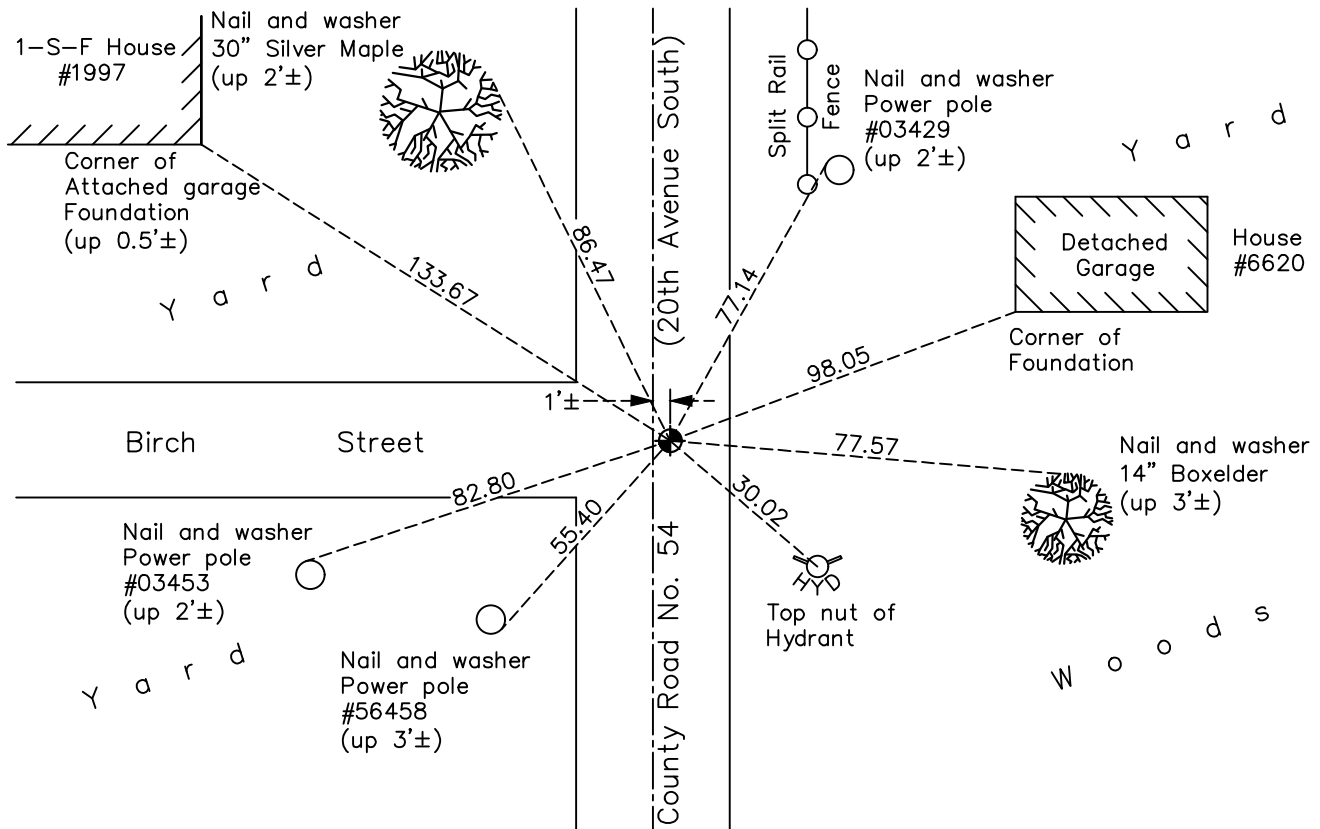 1-S-F House
#1997
Nail and washer
30" Silver Maple
(up 2'±)
Corner of
Attached garage
Foundation
(up 0.5'±)
Y a r d
133.67
86.47
(20th Avenue South)
Split Rail
Fence
Nail and washer
Power pole
#03429
(up 2'±)
Y a r d
Detached
Garage
House
#6620
77.14
Corner of
Foundation
98.05
1'±
Birch Street
77.57
Nail and washer
14" Boxelder
(up 3'±)
82.80
55.40
30.02
Nail and washer
Power pole
#03453
(up 2'±)
HYD
Top nut of
Hydrant
County Road No. 54
Y a r d
Nail and washer
Power pole
#56458
(up 3'±)
W o o d s